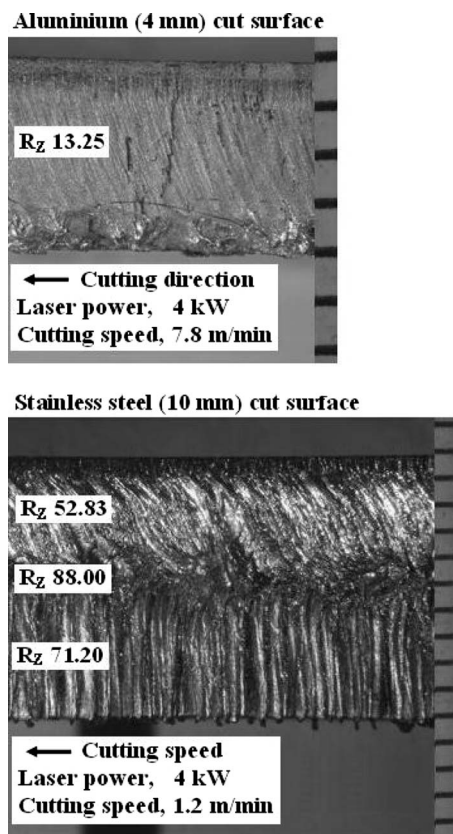 Aluminium (4 mm) cut surface
Rz 13.25
Cutting direction
Laser power, 4 kW
Cutting speed, 7.8 m/min
Stainless steel (10 mm) cut surface
Rz 52.83
Rz 88.00
Rz 71.20
Cutting speed
Laser power, 4 kW
Cutting speed, 1.2 m/min